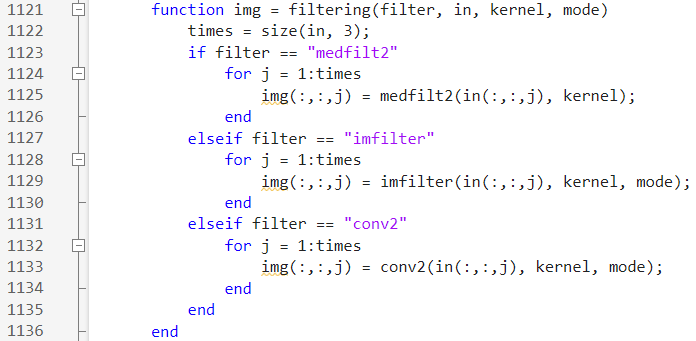 1121 function img = filtering(filter, in, kernel, mode)
1122 times = size(in, 3);
1123 if filter == "medfilt2"
1124 for j = 1:times
1125 img(:,:,j) = medfilt2(in(:,:,j), kernel);
1126 end
1127 elseif filter == "imfilter"
1128 for j = 1:times
1129 img(:,:,j) = imfilter(in(:,:,j), kernel, mode);
1130 end
1131 elseif filter == "conv2"
1132 for j = 1:times
1133 img(:,:,j) = conv2(in(:,:,j), kernel, mode);
1134 end
1135 end
1136 end